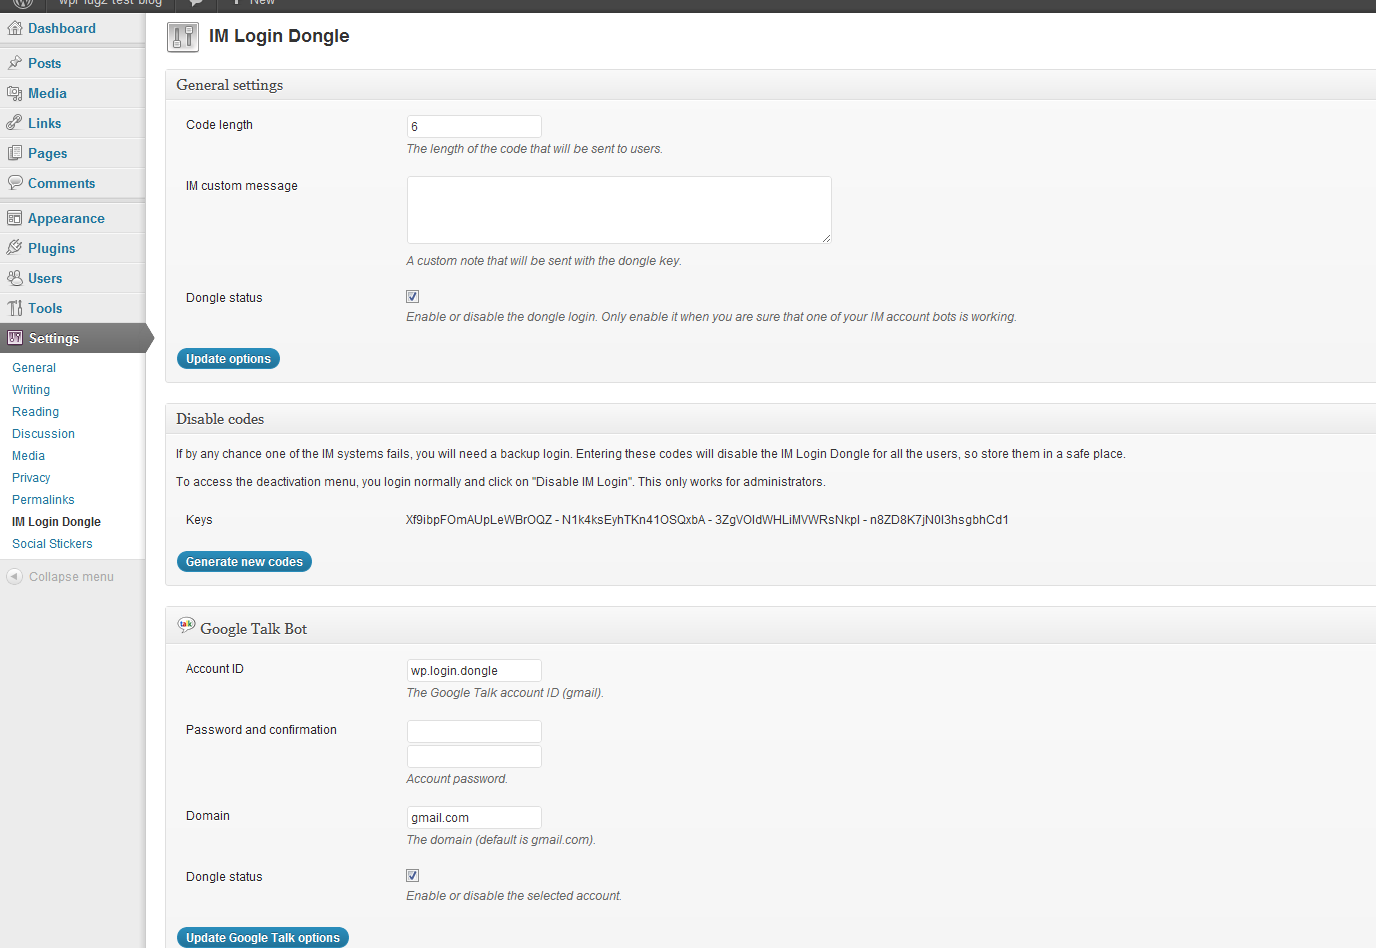 New
Dashboard
Posts
Media
Links
Pages
Comments
Appearance
Plugins
Users
Tools
Settings
General
Writing
Reading
Discussion
Media
Privacy
Permalinks
IM Login Dongle
Social Stickers
Collapse menu
IM Login Dongle
General settings
Code length
6
The length of the code that will be sent to users.
IM custom message
A custom note that will be sent with the dongle key.
Dongle status
Enable or disable the dongle login. Only enable it when you are sure that one of your IM account bots is working.
Update options
Disable codes
If by any chance one of the IM systems fails, you will need a backup login. Entering these codes will disable the IM Login Dongle for all the users, so store them in a safe place.
To access the deactivation menu, you login normally and click on "Disable IM Login". This only works for administrators.
Keys
Xf9ibpFOmAUpLeWBrOQZ - N1k4ksEyhTKn41OSQxbA - 3ZgVOldWHLiMVWRsNkpI - n8ZD8K7jN0I3hsgbhCd1
Generate new codes
talk
Google Talk Bot
Account ID
wp.login.dongle
The Google Talk account ID (gmail).
Password and confirmation
Account password.
Domain
gmail.com
The domain (default is gmail.com).
Dongle status
Enable or disable the selected account.
Update Google Talk options